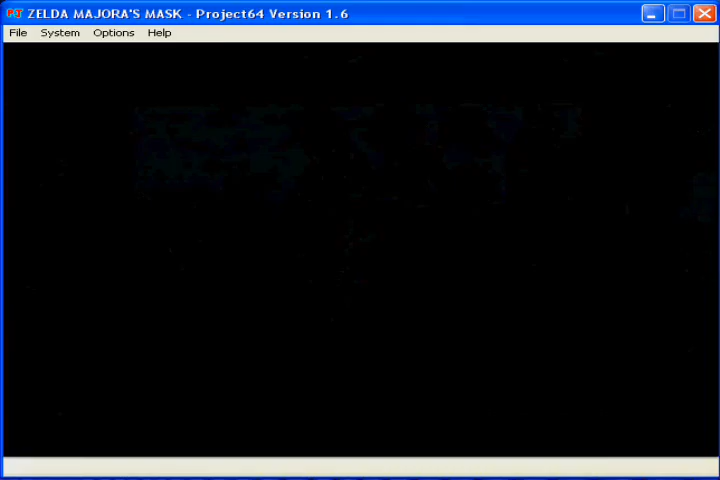 ZELDA MAJORA'S MASK - Project64 Version 1.6
File System Options Help